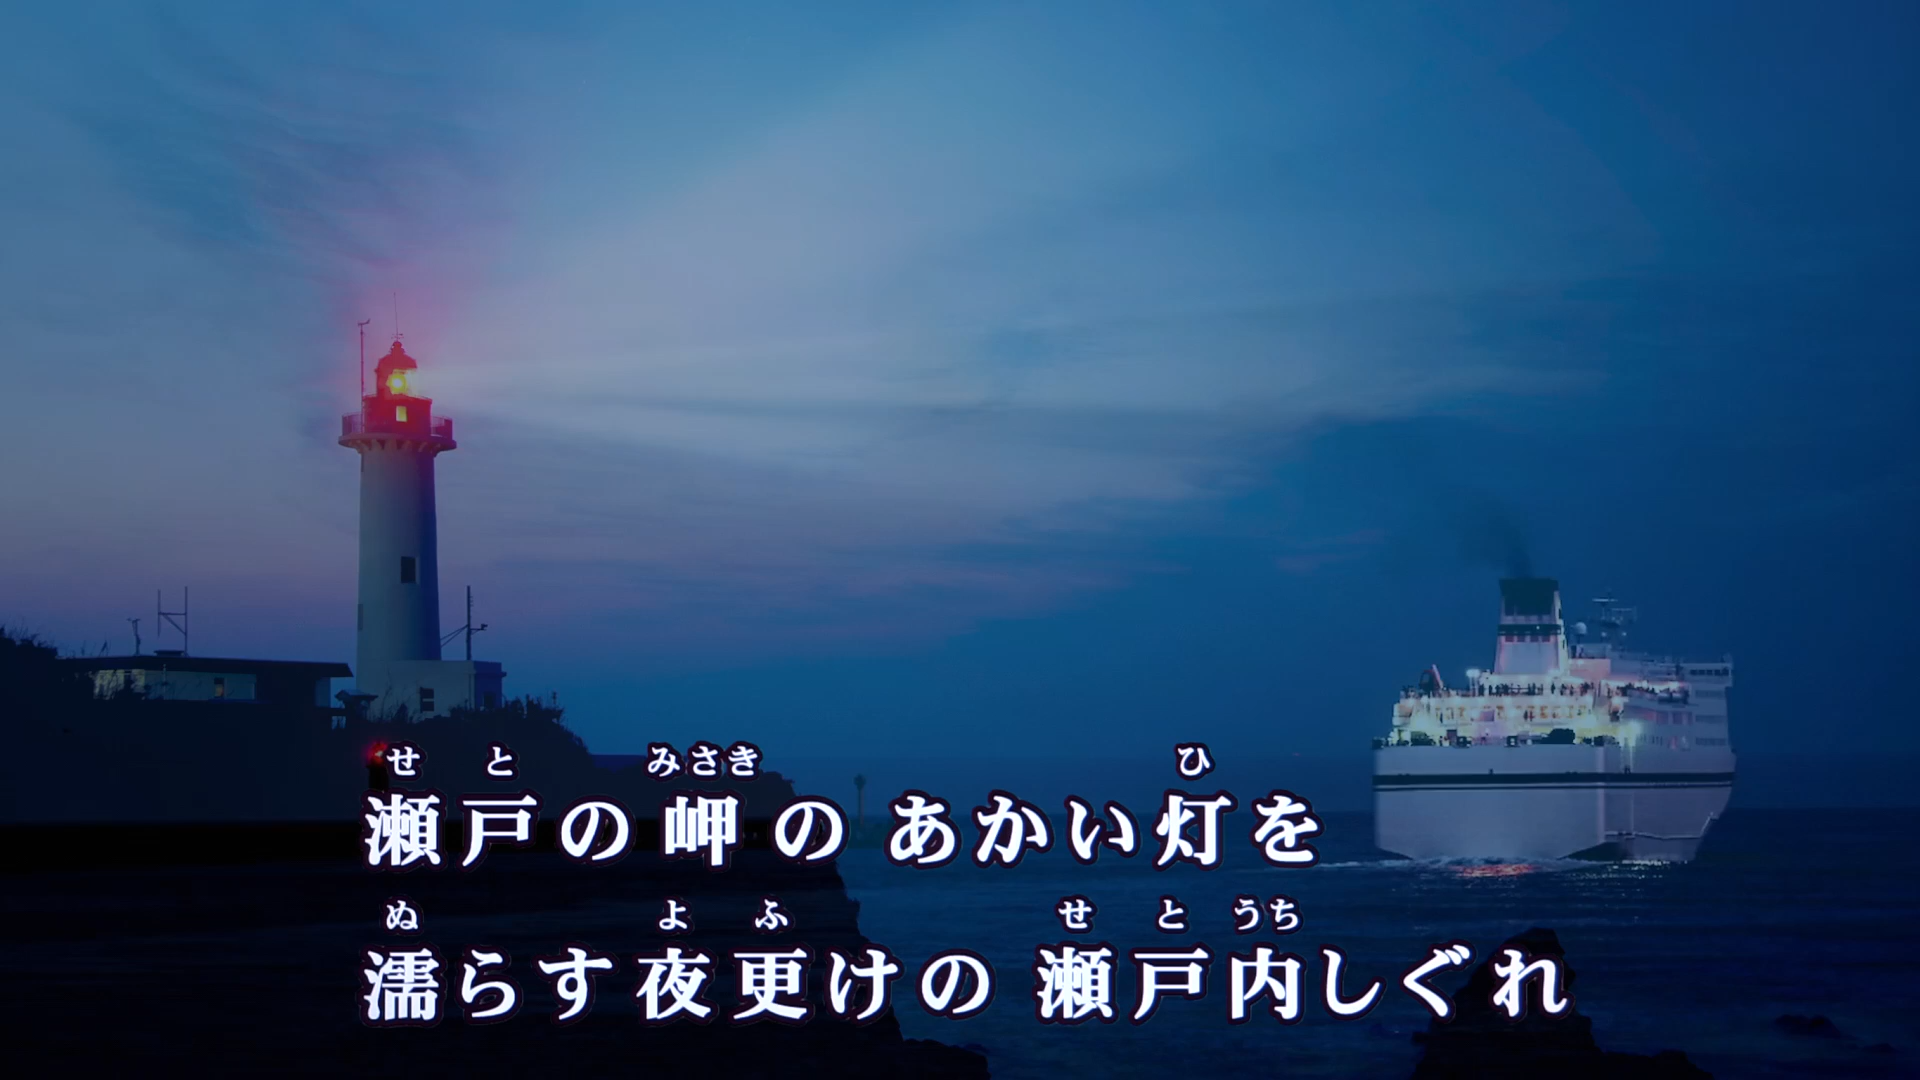 せ と みさき ひ
瀬戸の岬の あかい灯を
ぬ よ ふ せ と うち
濡らす夜更けの 瀬戸内しぐれ